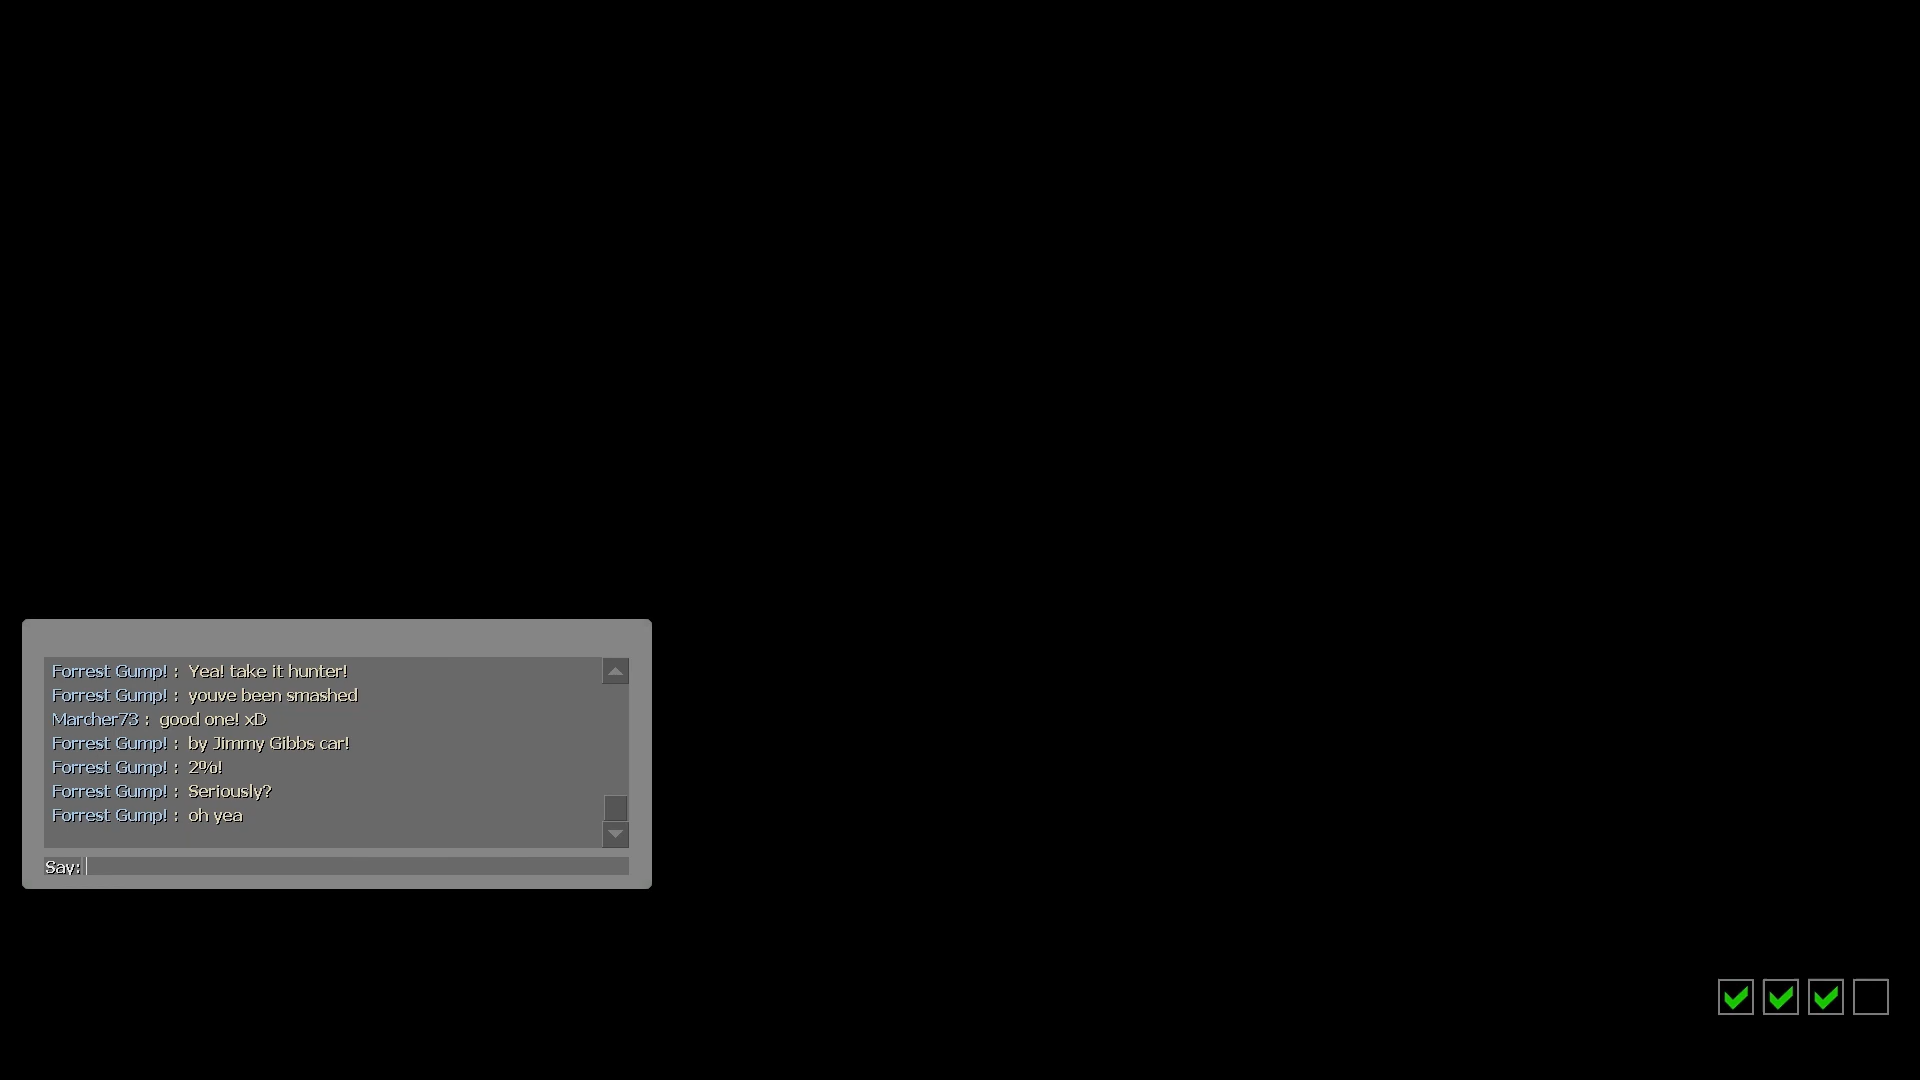 Forrest Gump! :  Yea! take it hunter!
Forrest Gump! :  youve been smashed
Marcher73 :  good one! xD
Forrest Gump! :  by Jimmy Gibbs car!
Forrest Gump! :  2%!
Forrest Gump! :  Seriously?
Forrest Gump! :  oh yea
Say: